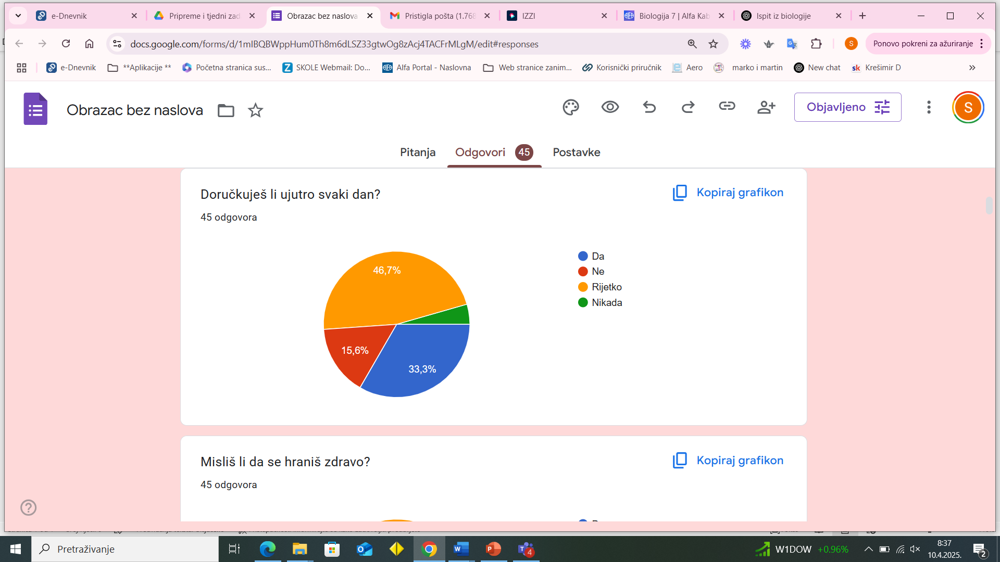 e-Dnevnik
Pripreme i tjedni zad
Obrazac bez naslova
Pristigla pošta (1.768
IZZI
Biologija 7 | Alfa Kab
Ispit iz biologije
docs.google.com/forms/d/1mIBQBWppHum0Th8m6dLSZ33gtwOg8zAcj4TACFrMLgM/edit#responses
S
Ponovo pokreni za ažuriranje
e-Dnevnik
**Aplikacije **
Početna stranica sus...
SKOLE Webmail: Do...
Alfa Portal - Naslovna
Web stranice zanim...
Korisnički priručnik
Aero
marko i martin
New chat
sk Krešimir D
Obrazac bez naslova
Objavljeno
S
Pitanja
Odgovori 45
Postavke
Doručkuješ li ujutro svaki dan?
Kopiraj grafikon
45 odgovora
46,7%
15,6%
33,3%
Da
Ne
Rijetko
Nikada
Misliš li da se hraniš zdravo?
Kopiraj grafikon
45 odgovora
Pretraživanje
4
W1DOW +0.96%
8:37
10.4.2025.
2